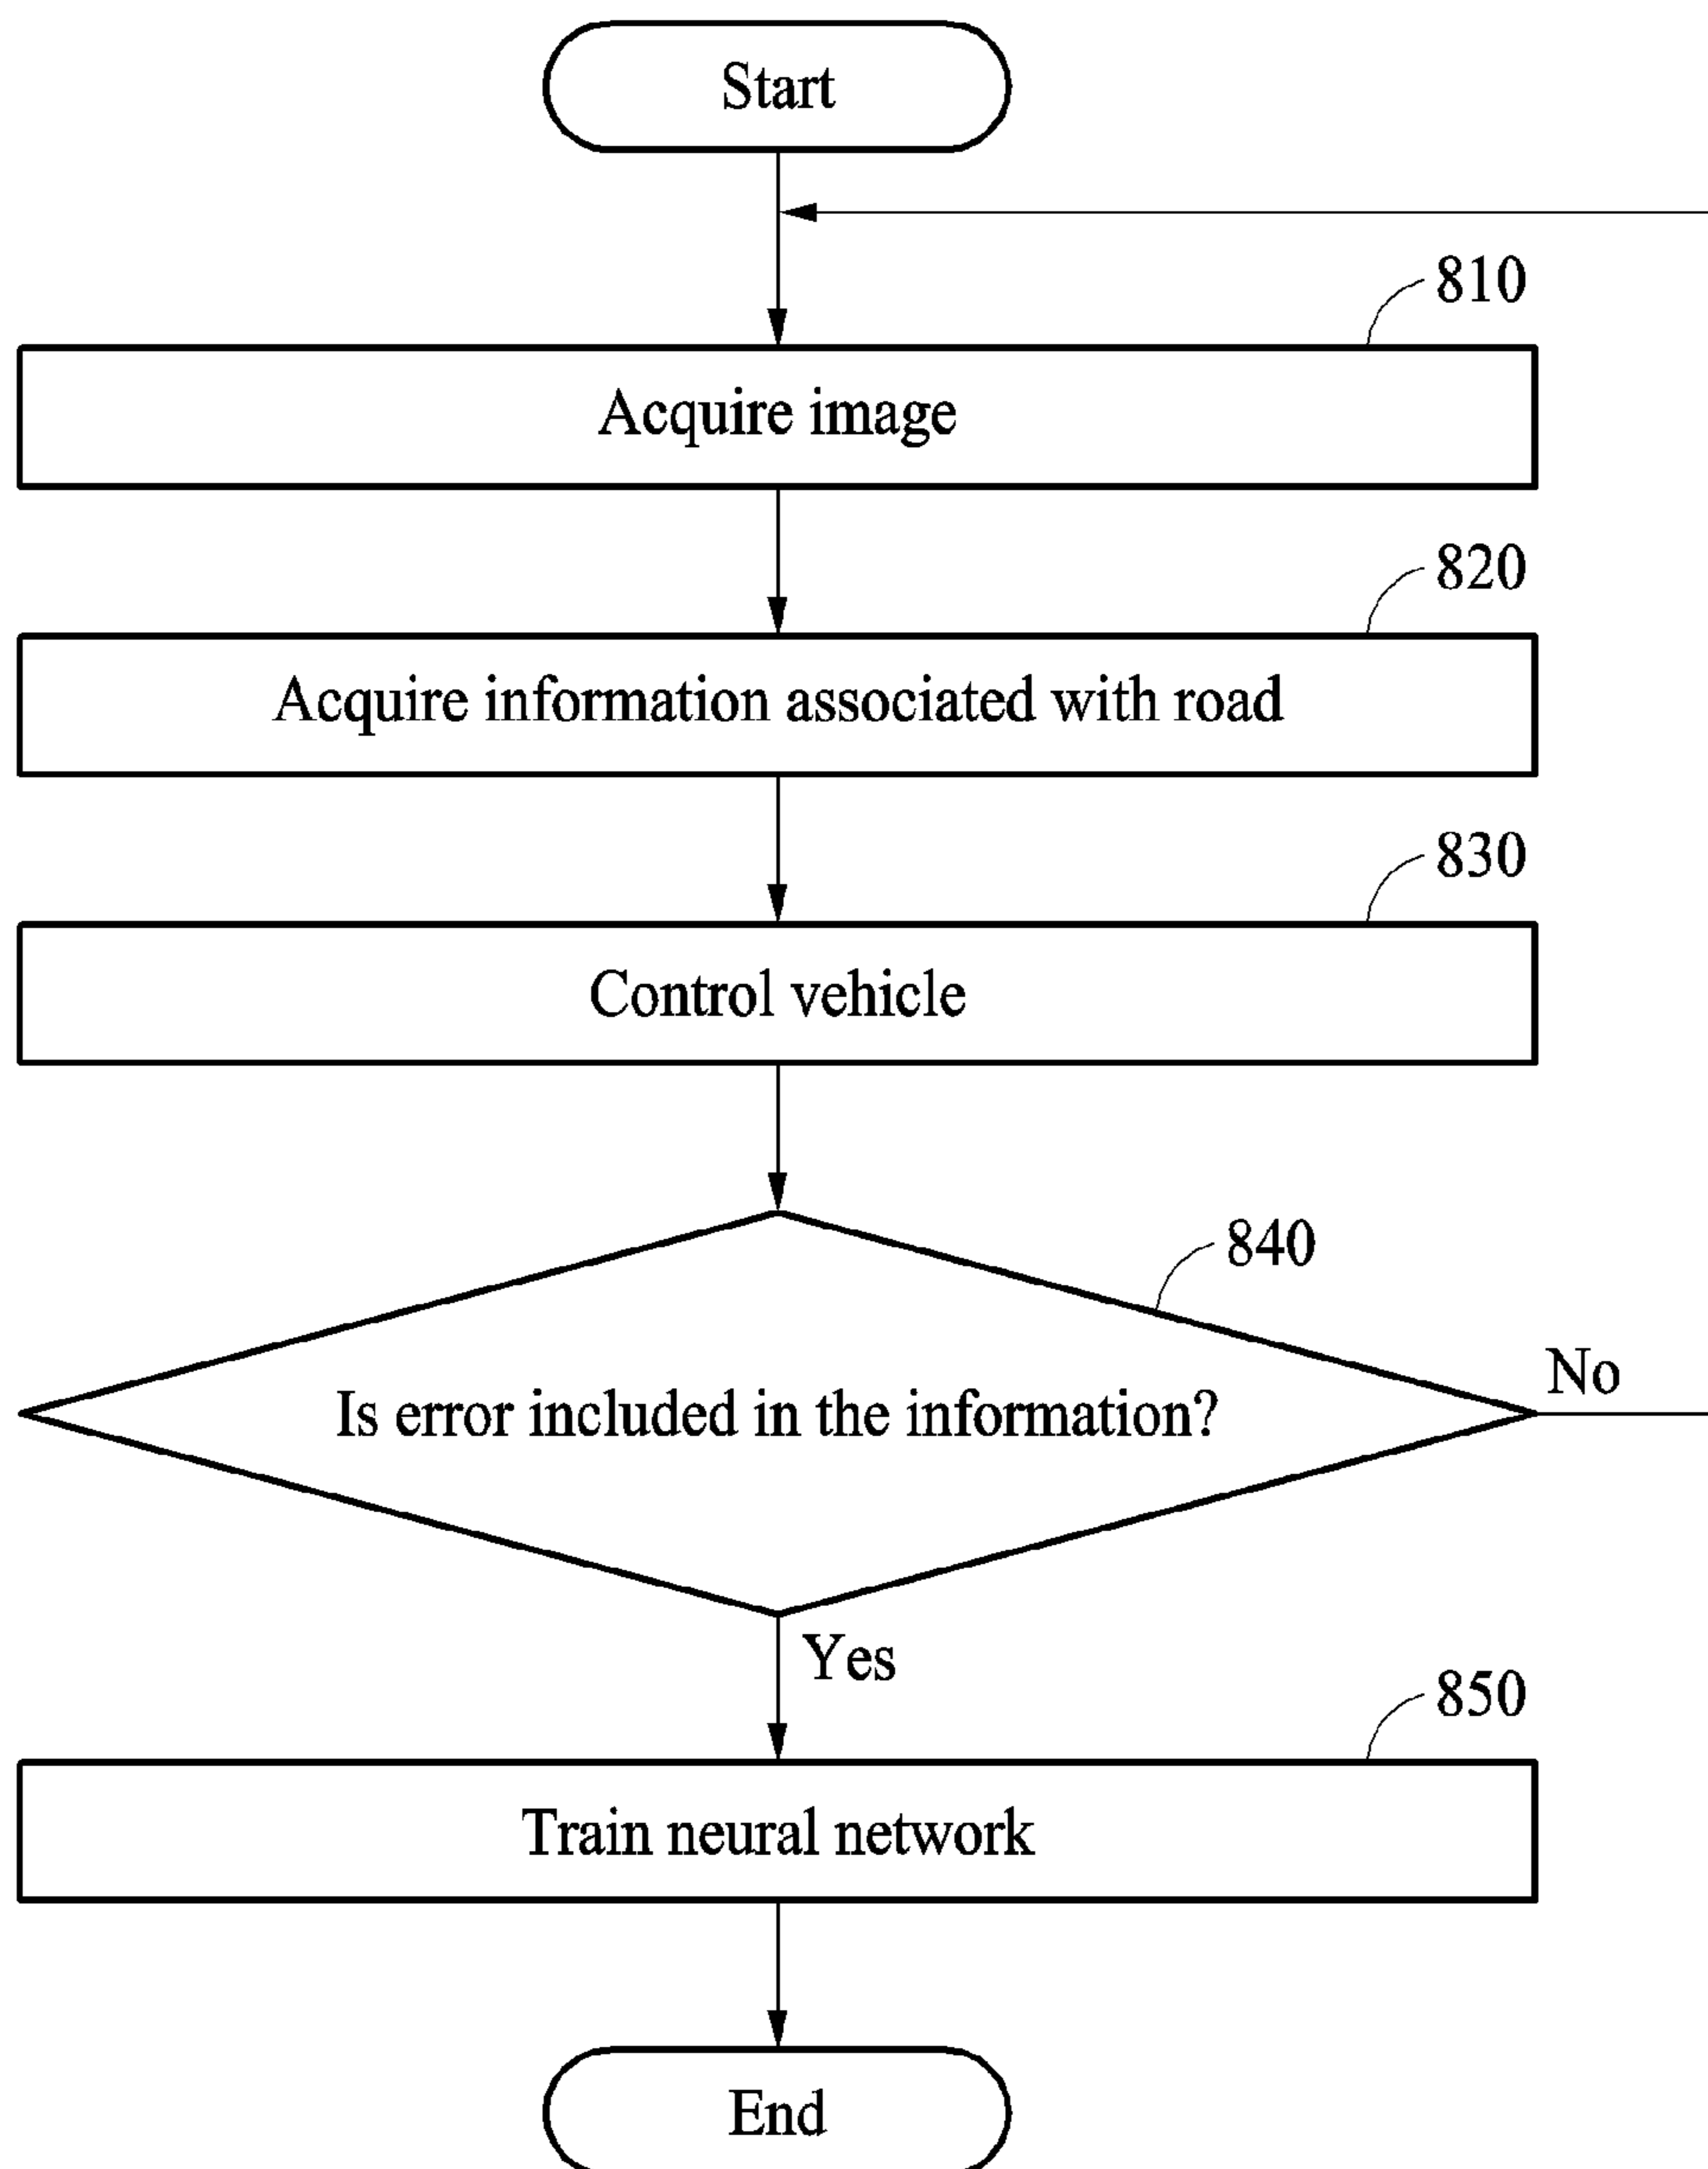 Start
810
Acquire image
820
Acquire information associated with road
830
Control vehicle
840
Is error included in the information?
No
Yes
850
Train neural network
End